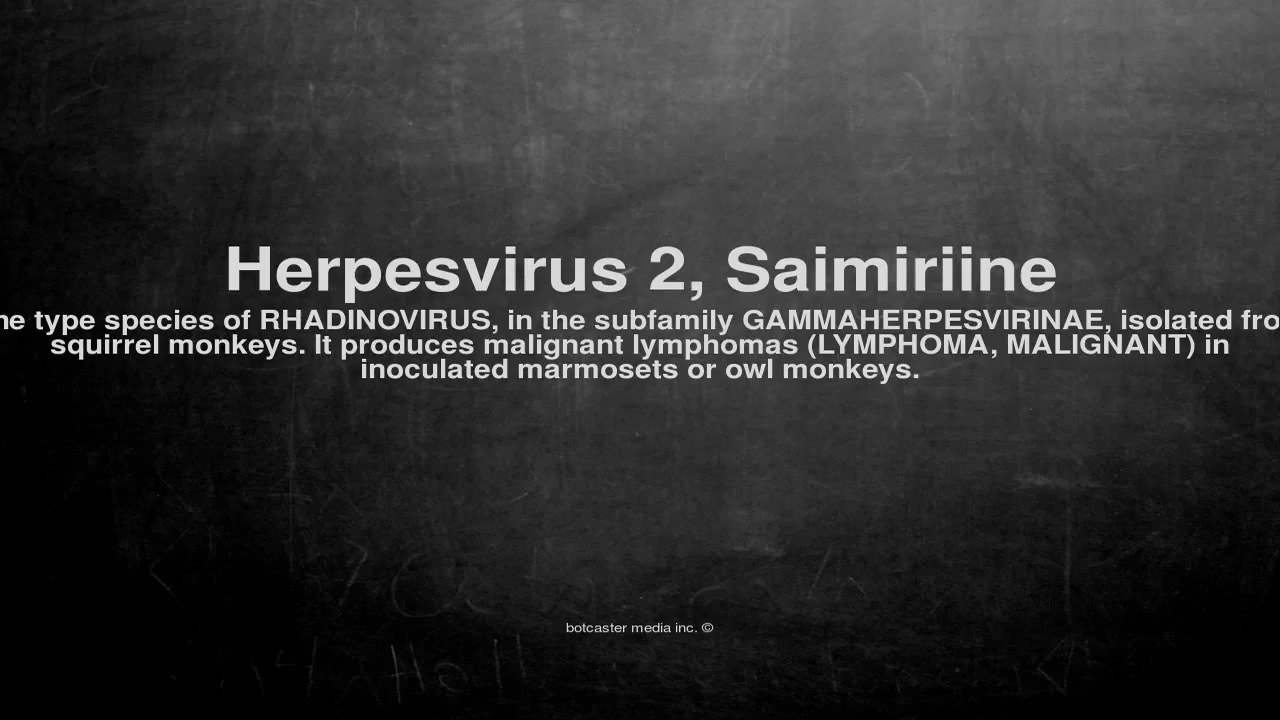 Herpesvirus 2, Saimiriine
he type species of RHADINOVIRUS, in the subfamily GAMMAHERPESVIRINAE, isolated fro
squirrel monkeys. It produces malignant lymphomas (LYMPHOMA, MALIGNANT) in
inoculated marmosets or owl monkeys.
botcaster media inc. ©